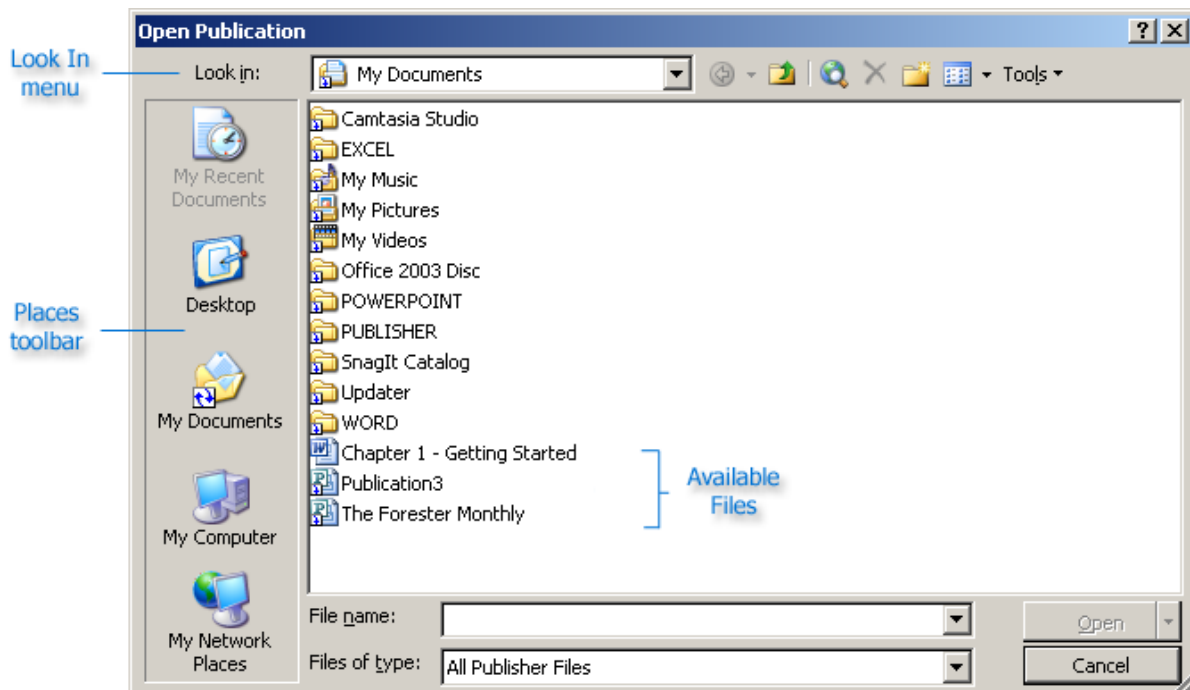 Open Publication
Look In
menu
Look in:
My Documents
Tools
My Recent
Documents
Desktop
Places
toolbar
My Documents
My Computer
My Network
Places
Camtasia Studio
EXCEL
My Music
My Pictures
My Videos
Office 2003 Disc
POWERPOINT
PUBLISHER
SnagIt Catalog
Updater
WORD
Chapter 1 - Getting Started
Publication3
The Forester Monthly
Available
Files
File name:
Open
Files of type:
All Publisher Files
Cancel